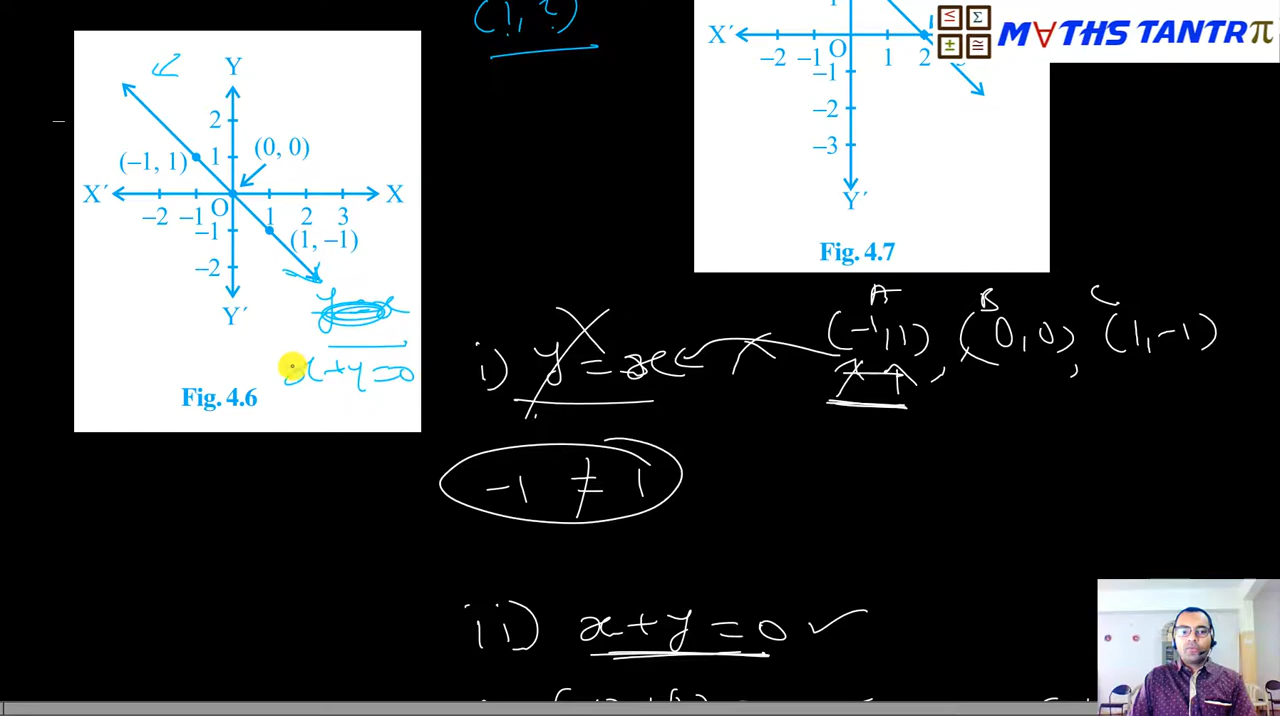 (1, ?)
MATHS TANTRπ
≤ Σ
± ≅
Y
2
(–1, 1) 1 (0, 0)
X′ X
–2 –1 O 1 2 3
–1 (1, –1)
–2
Y′
x+y=0
Fig. 4.6
X′ O
–2 –1 1 2
–1
–2
–3
Y′
Fig. 4.7
A B C
(-1,1) (0,0), (1,-1)
i) y = x
-1 ≠ 1
ii) x+y=0 ✓